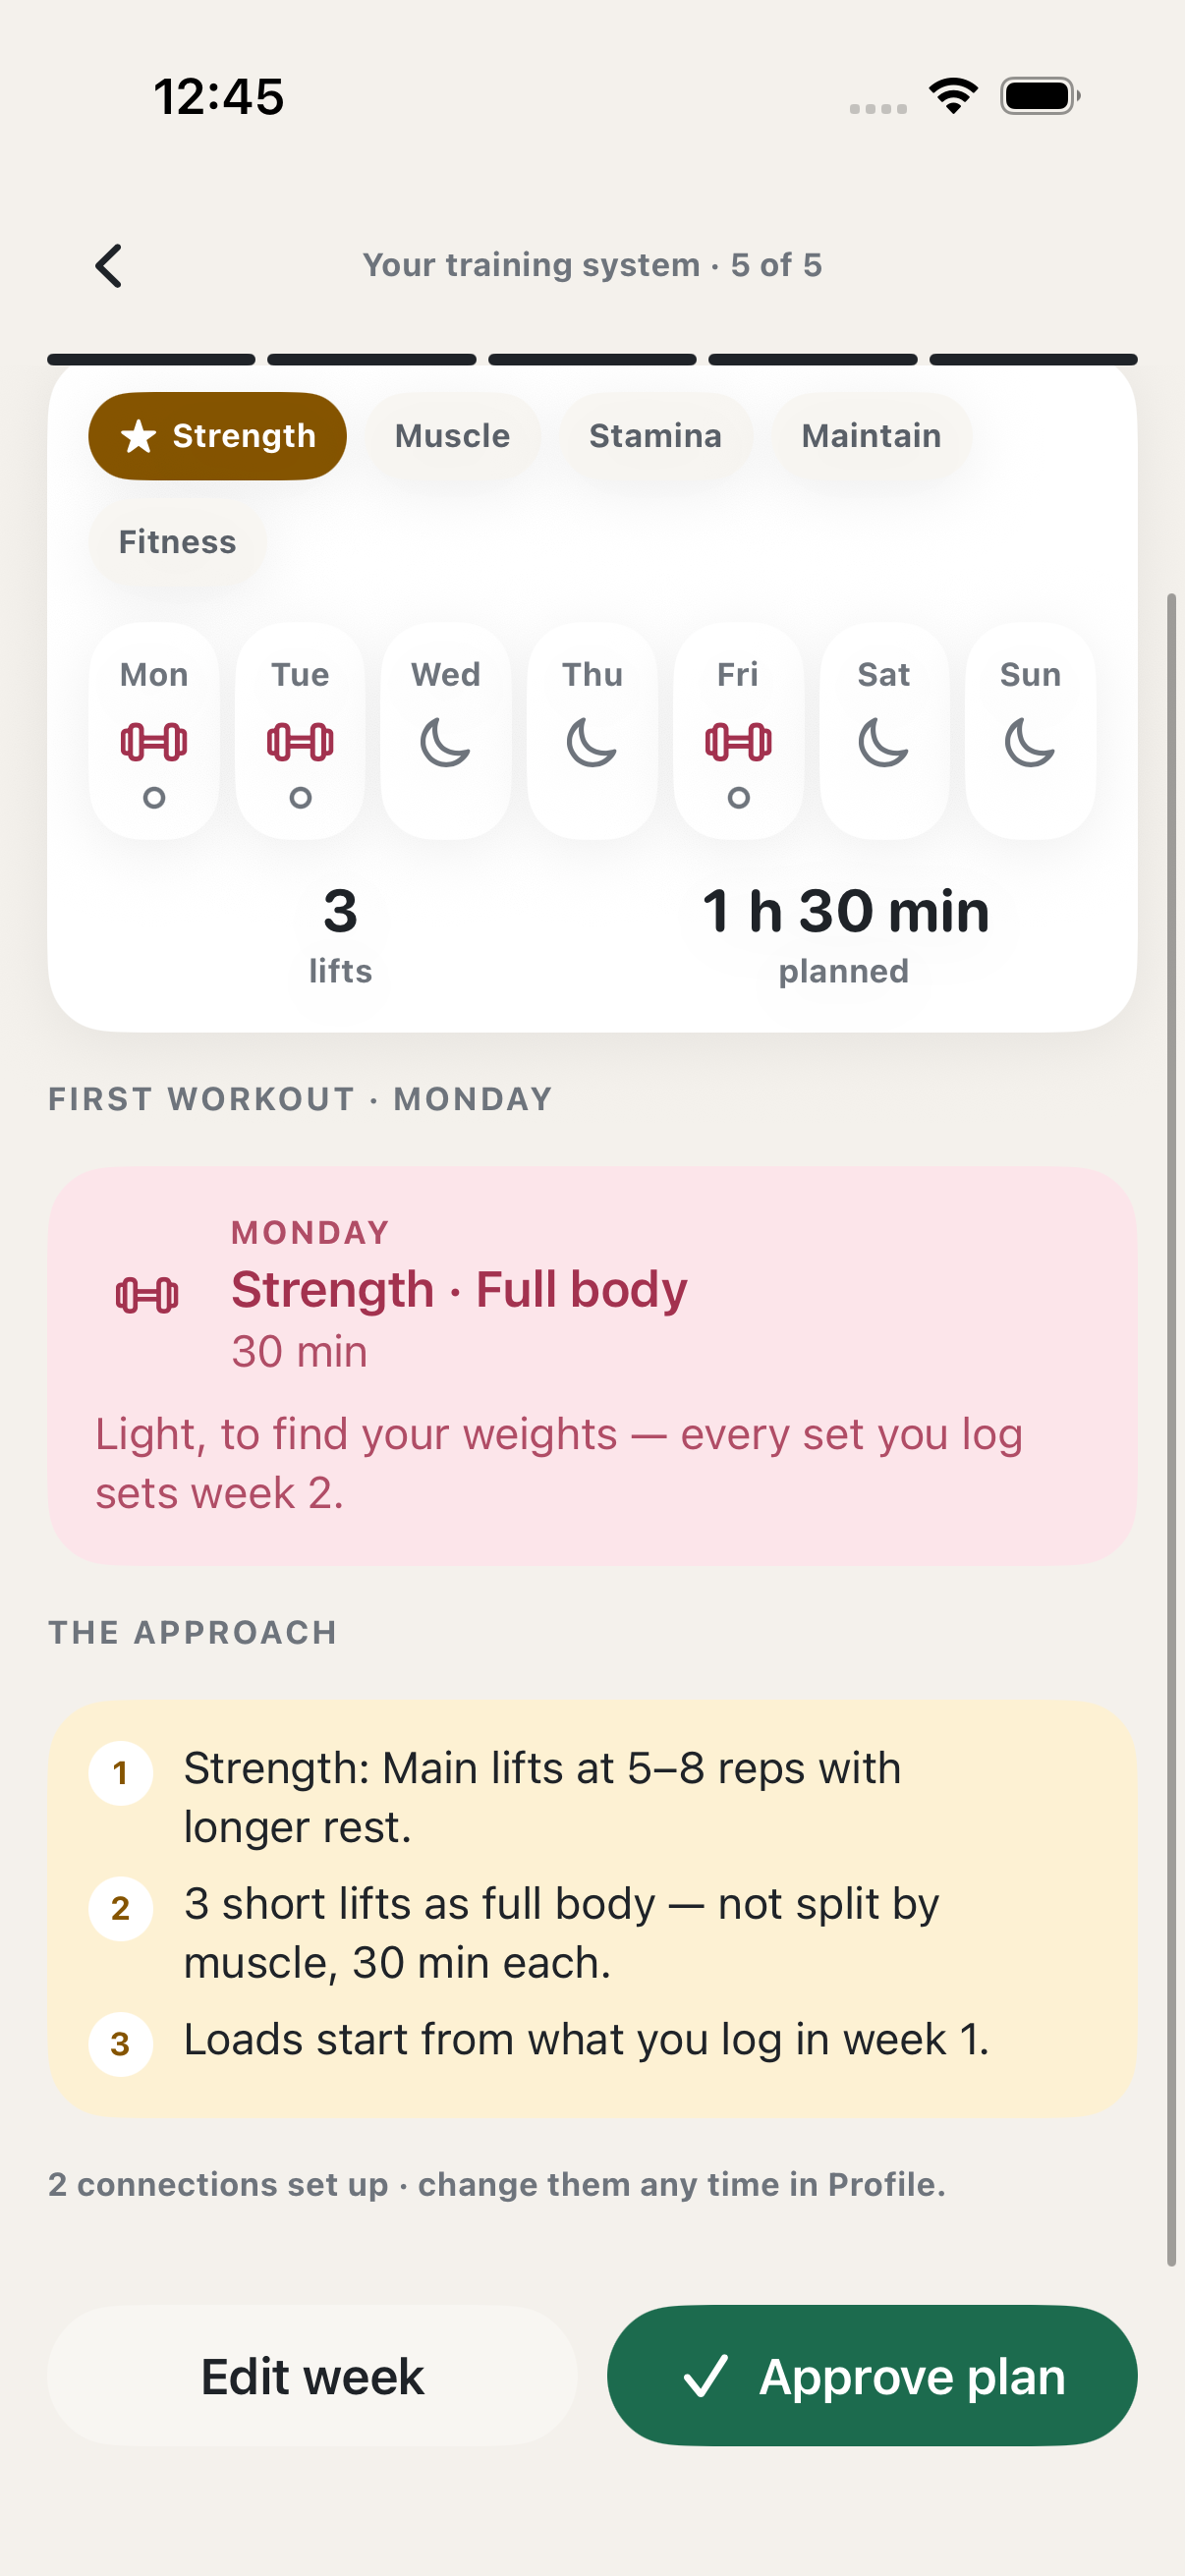 12:45
Your training system · 5 of 5
Strength
Muscle
Stamina
Maintain
Fitness
Mon
Tue
Wed
Thu
Fri
Sat
Sun
3
lifts
1 h 30 min
planned
FIRST WORKOUT · MONDAY
MONDAY
Strength · Full body
30 min
Light, to find your weights — every set you log
sets week 2.
THE APPROACH
1
Strength: Main lifts at 5–8 reps with
longer rest.
2
3 short lifts as full body — not split by
muscle, 30 min each.
3
Loads start from what you log in week 1.
2 connections set up · change them any time in Profile.
Edit week
Approve plan